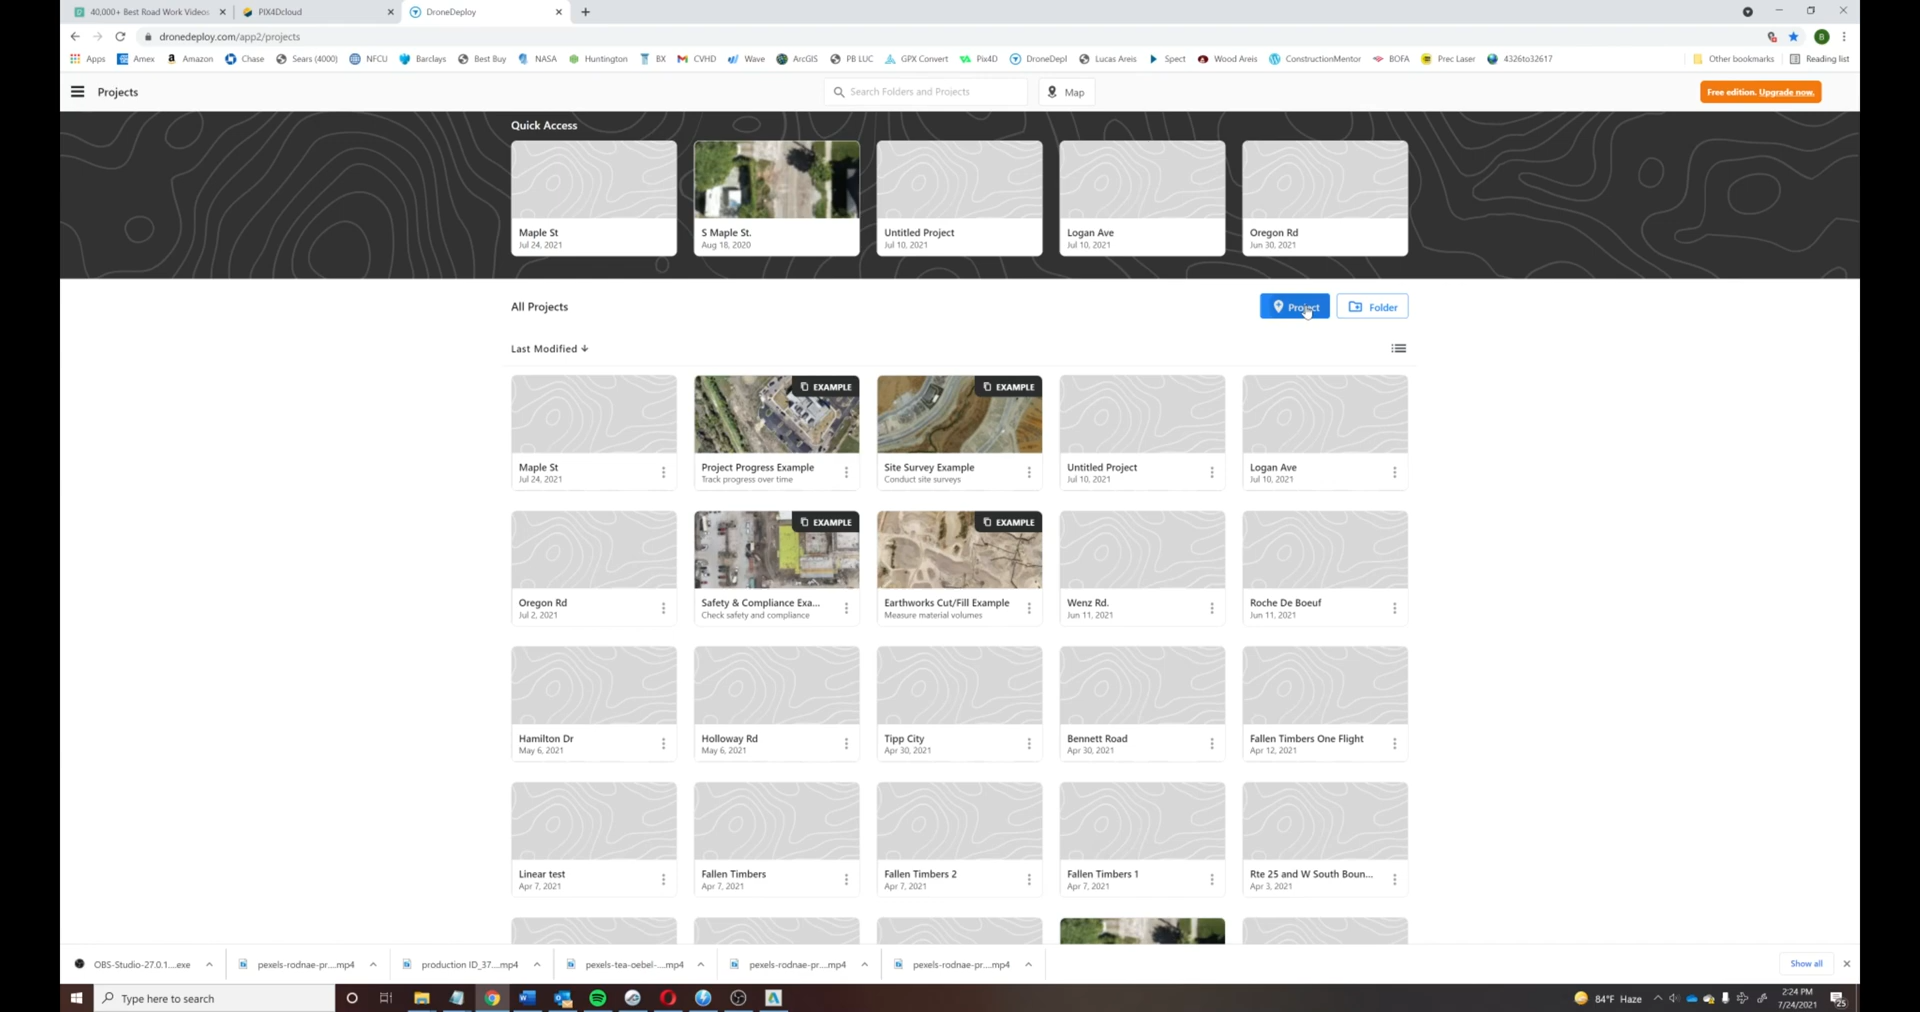 40,000+ Best Road Work Videos
PIX4Dcloud
DroneDeploy
dronedeploy.com/app2/projects
B
Apps
Amex
Amazon
Chase
Sears (4000)
NFCU
Barclays
Best Buy
NASA
Huntington
BX
CVHD
Wave
ArcGIS
PB LUC
GPX Convert
Pix4D
DroneDepl
Lucas Areis
Spect
Wood Areis
ConstructionMentor
BOFA
Prec Laser
4326to32617
Other bookmarks
Reading list
Projects
Search Folders and Projects
Map
Free edition. Upgrade now.
Quick Access
Maple St
Jul 24, 2021
S Maple St.
Aug 18, 2020
Untitled Project
Jul 10, 2021
Logan Ave
Jul 10, 2021
Oregon Rd
Jun 30, 2021
All Projects
Project
Folder
Last Modified
Maple St
Jul 24, 2021
EXAMPLE
Project Progress Example
Track progress over time
EXAMPLE
Site Survey Example
Conduct site surveys
Untitled Project
Jul 10, 2021
Logan Ave
Jul 10, 2021
Oregon Rd
Jul 2, 2021
EXAMPLE
Safety & Compliance Exa...
Check safety and compliance
EXAMPLE
Earthworks Cut/Fill Example
Measure material volumes
Wenz Rd.
Jun 11, 2021
Roche De Boeuf
Jun 11, 2021
Hamilton Dr
May 6, 2021
Holloway Rd
May 6, 2021
Tipp City
Apr 30, 2021
Bennett Road
Apr 30, 2021
Fallen Timbers One Flight
Apr 12, 2021
Linear test
Apr 7, 2021
Fallen Timbers
Apr 7, 2021
Fallen Timbers 2
Apr 7, 2021
Fallen Timbers 1
Apr 7, 2021
Rte 25 and W South Boun...
Apr 3, 2021
OBS-Studio-27.0.1....exe
pexels-rodnae-pr....mp4
production ID_37....mp4
pexels-tea-oebel-....mp4
pexels-rodnae-pr....mp4
pexels-rodnae-pr....mp4
Show all
Type here to search
84°F Haze
2:24 PM
7/24/2021
25